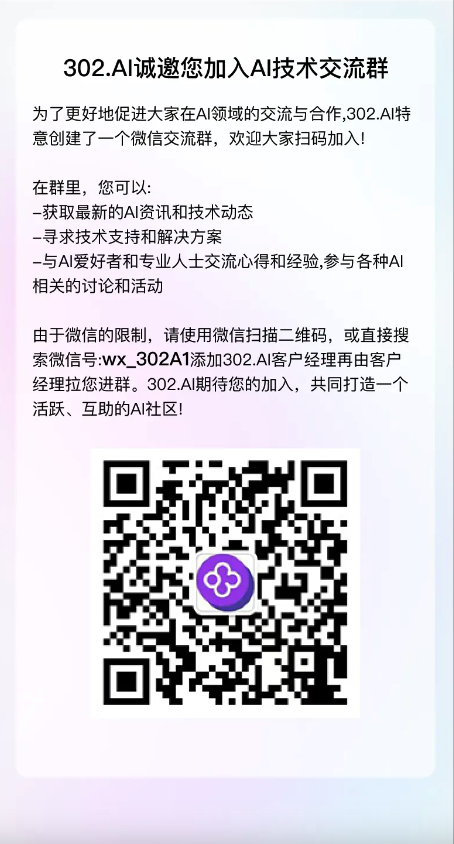 302.AI诚邀您加入AI技术交流群
为了更好地促进大家在AI领域的交流与合作,302.AI特
意创建了一个微信交流群，欢迎大家扫码加入!
在群里，您可以:
-获取最新的AI资讯和技术动态
-寻求技术支持和解决方案
-与AI爱好者和专业人士交流心得和经验,参与各种AI
相关的讨论和活动
由于微信的限制，请使用微信扫描二维码，或直接搜
索微信号:wx_302A1添加302.AI客户经理再由客户
经理拉您进群。302.AI期待您的加入，共同打造一个
活跃、互助的AI社区!